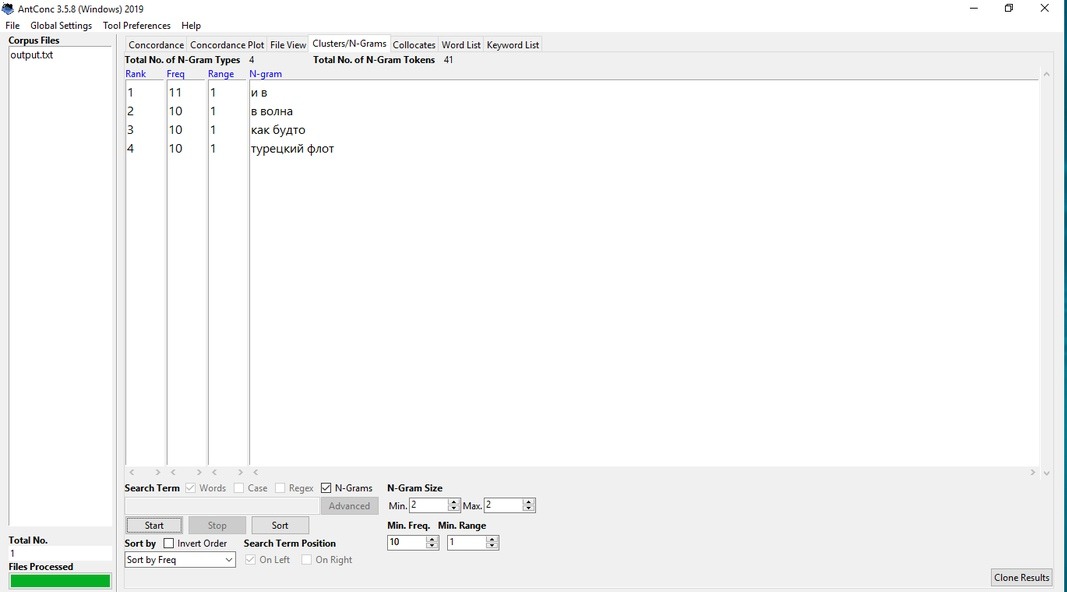 AntConc 3.5.8 (Windows) 2019
File Global Settings Tool Preferences Help
Corpus Files
output.txt
Concordance Concordance Plot File View Clusters/N-Grams Collocates Word List Keyword List
Total No. of N-Gram Types 4 Total No. of N-Gram Tokens 41
Rank Freq Range N-gram
1 11 1 и в
2 10 1 в волна
3 10 1 как будто
4 10 1 турецкий флот
Search Term Words Case Regex N-Grams N-Gram Size
Advanced Min. 2 Max. 2
Start Stop Sort Min. Freq. Min. Range
Total No. Sort by Invert Order Search Term Position 10 1
1
Sort by Freq On Left On Right
Files Processed
Clone Results